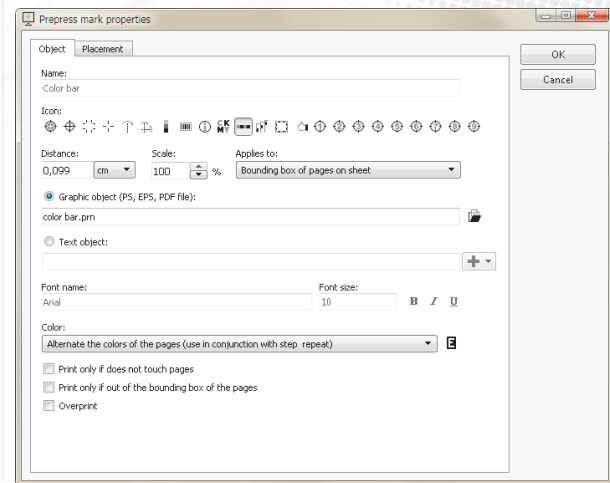 Prepress mark properties
Object Placement
OK
Cancel
Name:
Color bar
Icon:
CK
MY
Distance: Scale: Applies to:
0,099 cm 100 % Bounding box of pages on sheet
Graphic object (PS, EPS, PDF file):
color bar.prn
Text object:
Font name: Font size:
Arial 10 B I U
Color:
Alternate the colors of the pages (use in conjunction with step repeat) E
Print only if does not touch pages
Print only if out of the bounding box of the pages
Overprint